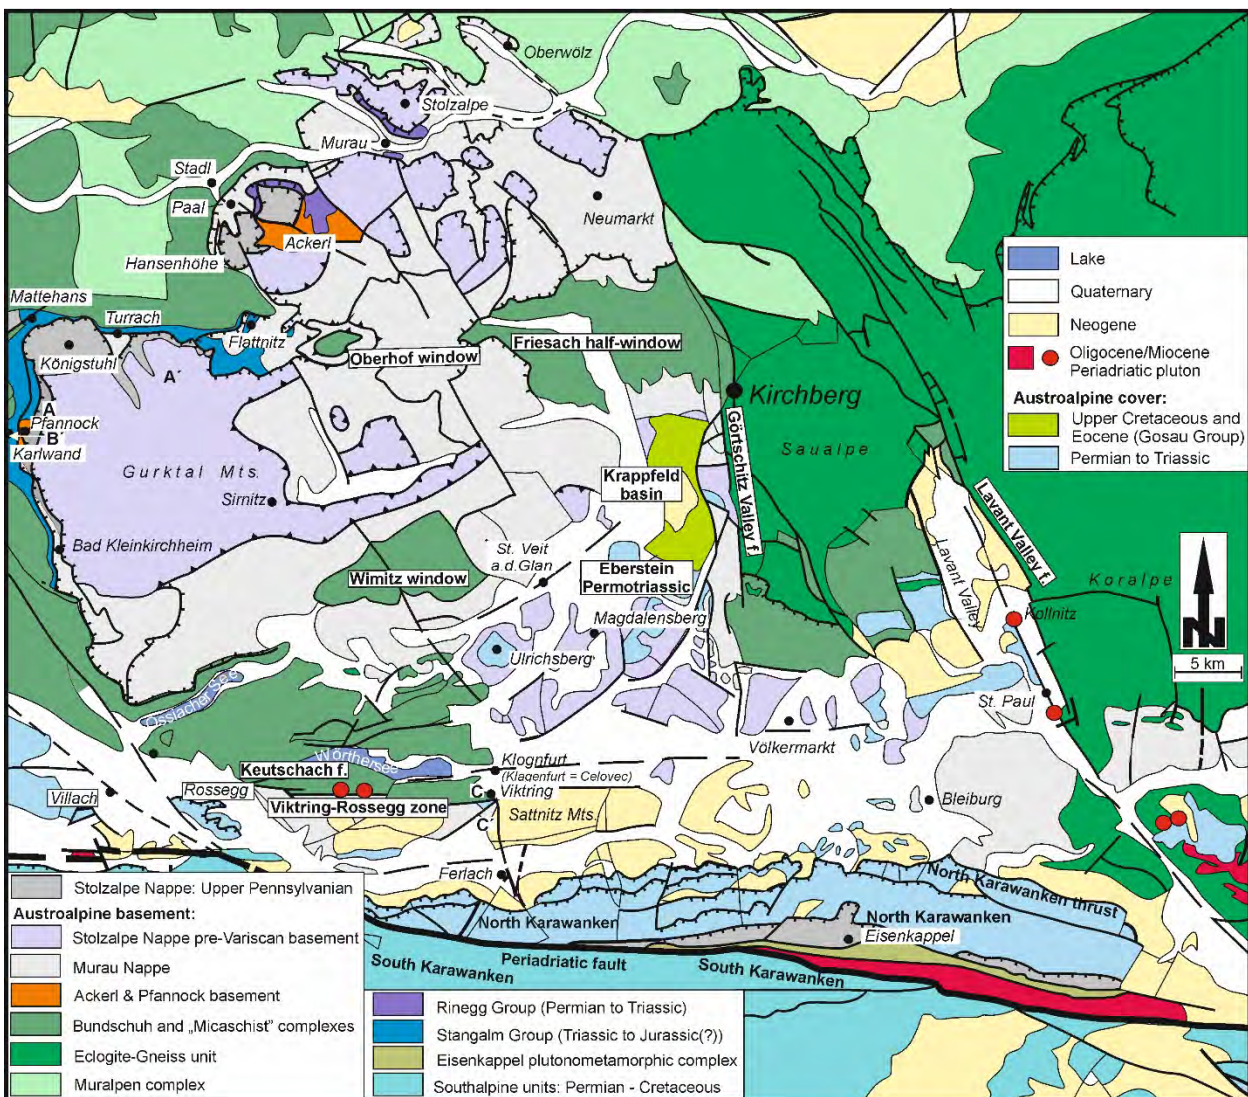 Oberwölz
Stolzalpe
Murau
Stadl
Paal
Neumarkt
Ackerl
Hansenhöhe
Mattehans
Turrach
Flattnitz
Königstuhl
Oberhof window
Friesach half-window
A´
A
Pfannock
B´
Karlwand
Kirchberg
Görtschitz Valley f.
Saualpe
Gurktal Mts.
Krappfeld
basin
Sirnitz
Lavant Valley f.
Lavant Valley
Bad Kleinkirchheim
St. Veit
a.d.Glan
Eberstein
Permotriassic
Wimitz window
Koralpe
Magdalensberg
Kollnitz
Ulrichsberg
Ossiacher See
St. Paul
5 km
Völkermarkt
Wörthersee
Klognfurt
(Klagenfurt = Celovec)
Keutschach f.
Rossegg
Villach
C
Viktring
Viktring-Rossegg zone
C´
Sattnitz Mts.
Bleiburg
Ferlach
North Karawanken thrust
North Karawanken
North Karawanken
Eisenkappel
South Karawanken
Periadriatic fault
South Karawanken
Lake
Quaternary
Neogene
Oligocene/Miocene
Periadriatic pluton
Austroalpine cover:
Upper Cretaceous and
Eocene (Gosau Group)
Permian to Triassic
N
Stolzalpe Nappe: Upper Pennsylvanian
Austroalpine basement:
Stolzalpe Nappe pre-Variscan basement
Murau Nappe
Ackerl & Pfannock basement
Bundschuh and „Micaschist" complexes
Eclogite-Gneiss unit
Muralpen complex
Rinegg Group (Permian to Triassic)
Stangalm Group (Triassic to Jurassic(?))
Eisenkappel plutonometamorphic complex
Southalpine units: Permian - Cretaceous